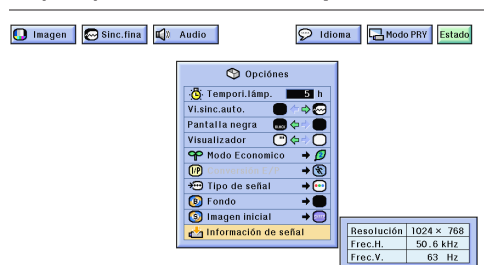 Imagen Sinc.fina Audio Idioma Modo PRY Estado
Opciónes
Tempori.lámp. 5 h
Vi.sinc.auto.
Pantalla negra
Visualizador
Modo Economico
I/P
Tipo de señal
Fondo
Imagen inicial
Información de señal
Resolución 1024 × 768
Frec.H. 50.6 kHz
Frec.V. 63 Hz